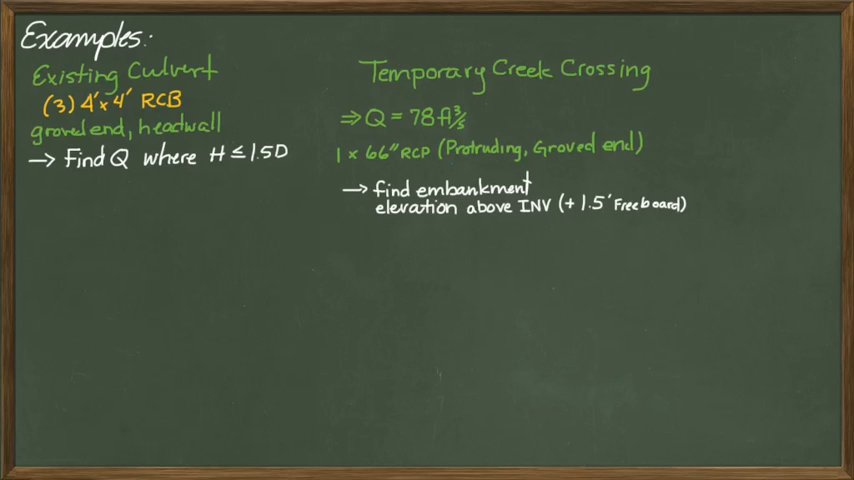 Examples:
Existing Culvert
(3) 4'x4' RCB
groved end, headwall
→ Find Q where H ≤ 1.5D
Temporary Creek Crossing
⇒ Q = 78 ft³/s
1 x 66" RCP (Protruding, Groved end)
→ find embankment
elevation above INV (+ 1.5' Freeboard)